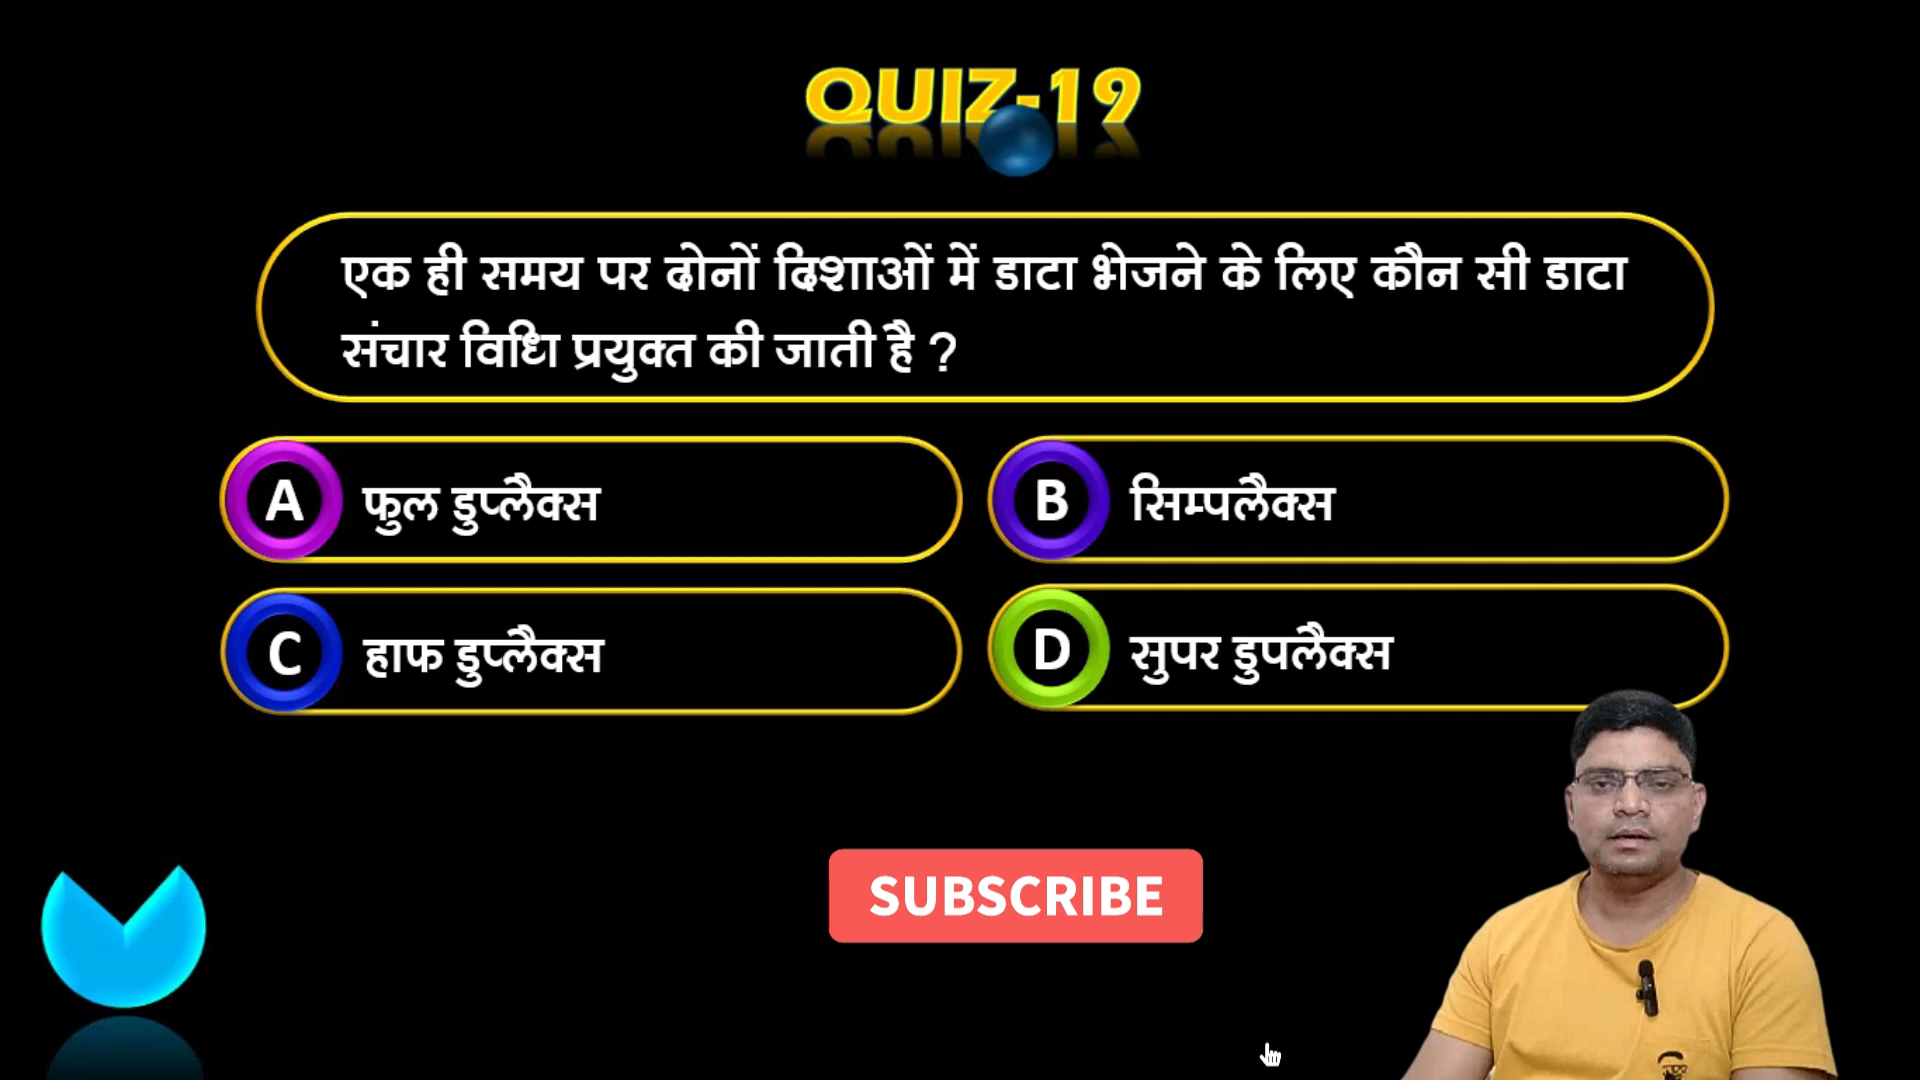 QUIZ-19
एक ही समय पर दोनों दिशाओं में डाटा भेजने के लिए कौन सी डाटा
संचार विधि प्रयुक्त की जाती है ?
A फुल डुप्लैक्स
B सिम्पलैक्स
C हाफ डुप्लैक्स
D सुपर डुपलैक्स
SUBSCRIBE